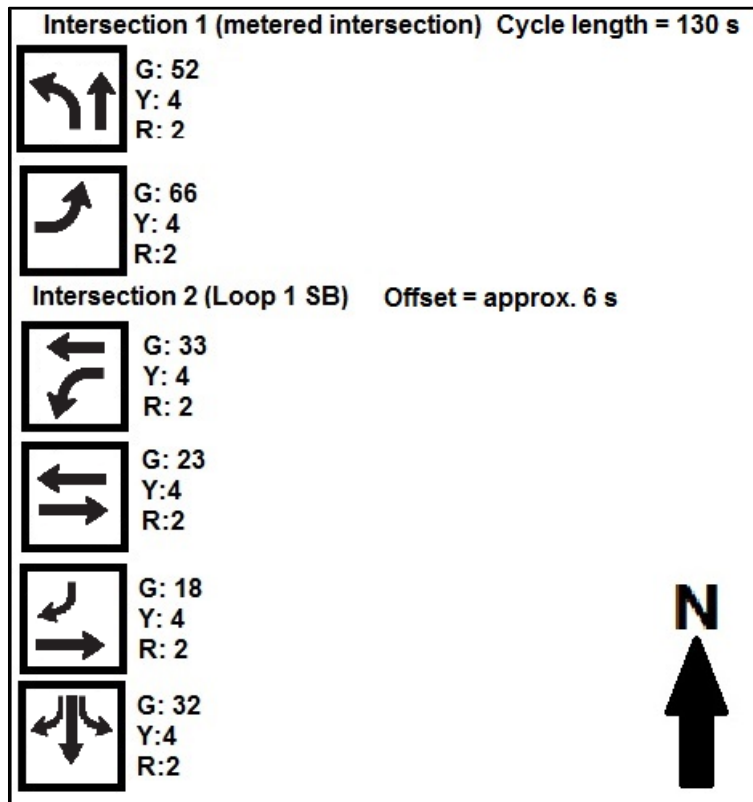 Intersection 1 (metered intersection) Cycle length = 130 s
G: 52
Y: 4
R: 2
G: 66
Y: 4
R:2
Intersection 2 (Loop 1 SB) Offset = approx. 6 s
G: 33
Y: 4
R: 2
G: 23
Y:4
R:2
G: 18
Y: 4
R: 2
G: 32
Y:4
R:2
N